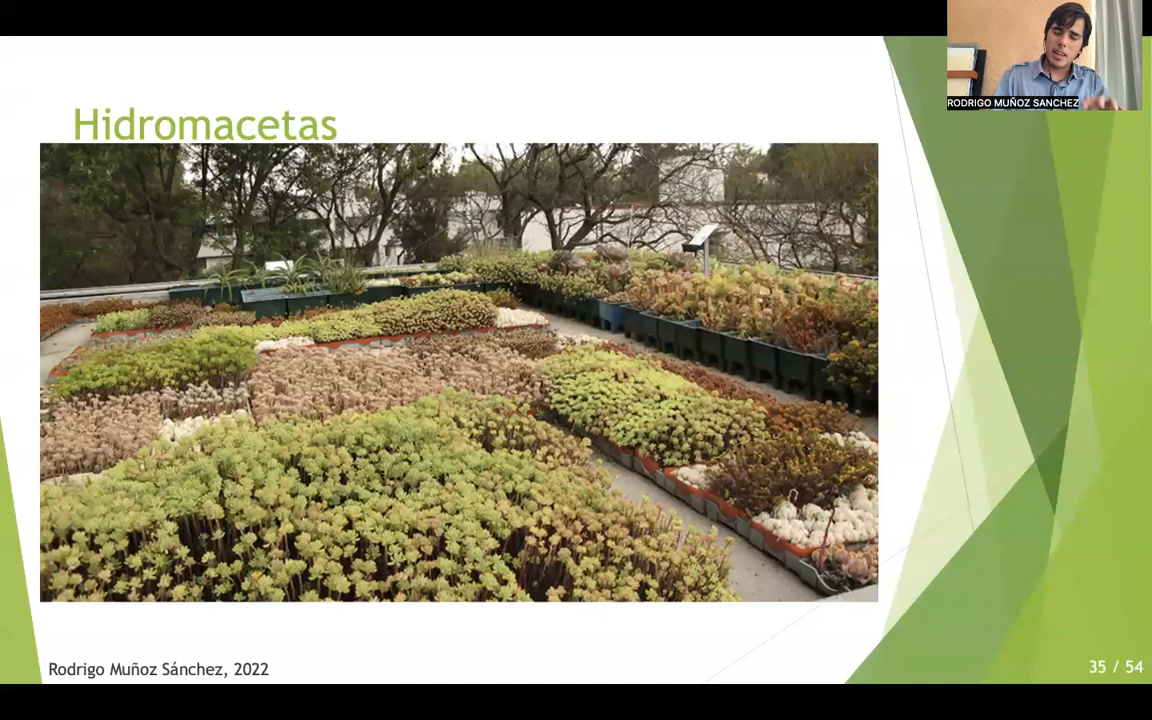 RODRIGO MUÑOZ SANCHEZ
Hidromacetas
Rodrigo Muñoz Sánchez, 2022
35 / 54